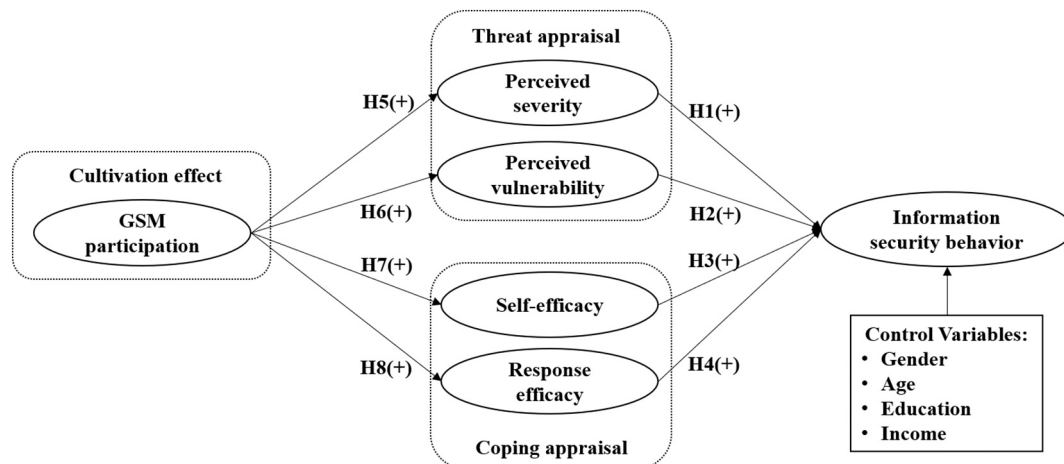 Threat appraisal
Perceived
severity
H5(+)
H1(+)
Cultivation effect
GSM
participation
Perceived
vulnerability
H6(+)
H2(+)
Information
security behavior
H7(+)
H3(+)
Self-efficacy
H8(+)
H4(+)
Response
efficacy
Coping appraisal
Control Variables:
• Gender
• Age
• Education
• Income